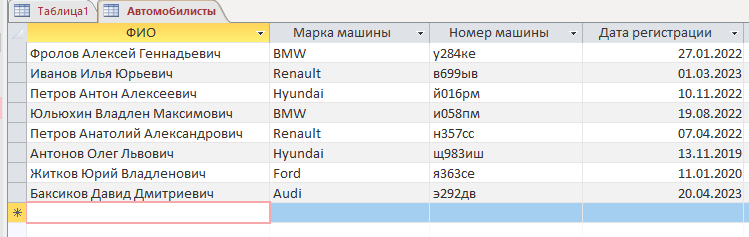 Таблица1 Автомобилисты
ФИО Марка машины Номер машины Дата регистрации
Фролов Алексей Геннадьевич BMW у284ке 27.01.2022
Иванов Илья Юрьевич Renault в699ыв 01.03.2023
Петров Антон Алексеевич Hyundai й016рм 10.11.2022
Юльюхин Владлен Максимович BMW и058пм 19.08.2022
Петров Анатолий Александрович Renault н357сс 07.04.2022
Антонов Олег Львович Hyundai щ983иш 13.11.2019
Житков Юрий Владленович Ford я363се 11.01.2020
Баксиков Давид Дмитриевич Audi э292дв 20.04.2023